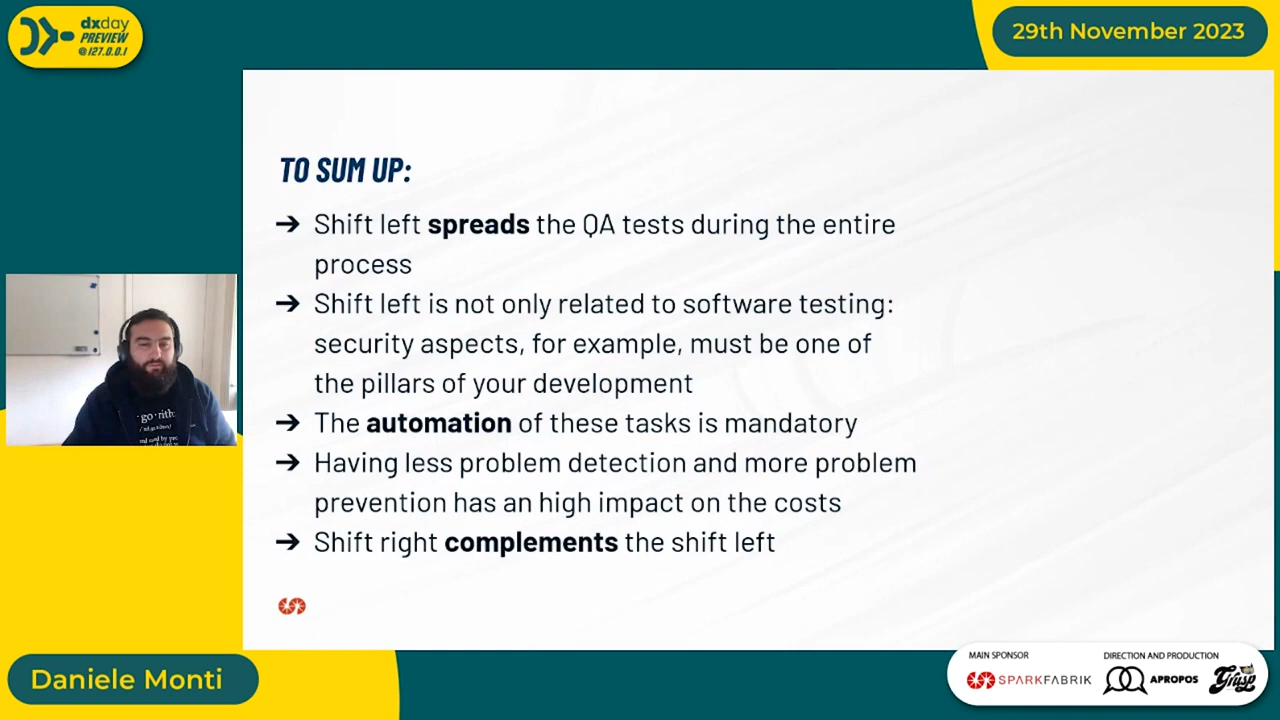 dxday
PREVIEW
@127.0.0.1
29th November 2023
TO SUM UP:
➔ Shift left spreads the QA tests during the entire
process
➔ Shift left is not only related to software testing:
security aspects, for example, must be one of
the pillars of your development
➔ The automation of these tasks is mandatory
➔ Having less problem detection and more problem
prevention has an high impact on the costs
➔ Shift right complements the shift left
Daniele Monti
MAIN SPONSOR
SPARKFABRIK
DIRECTION AND PRODUCTION
APROPOS
Grusp